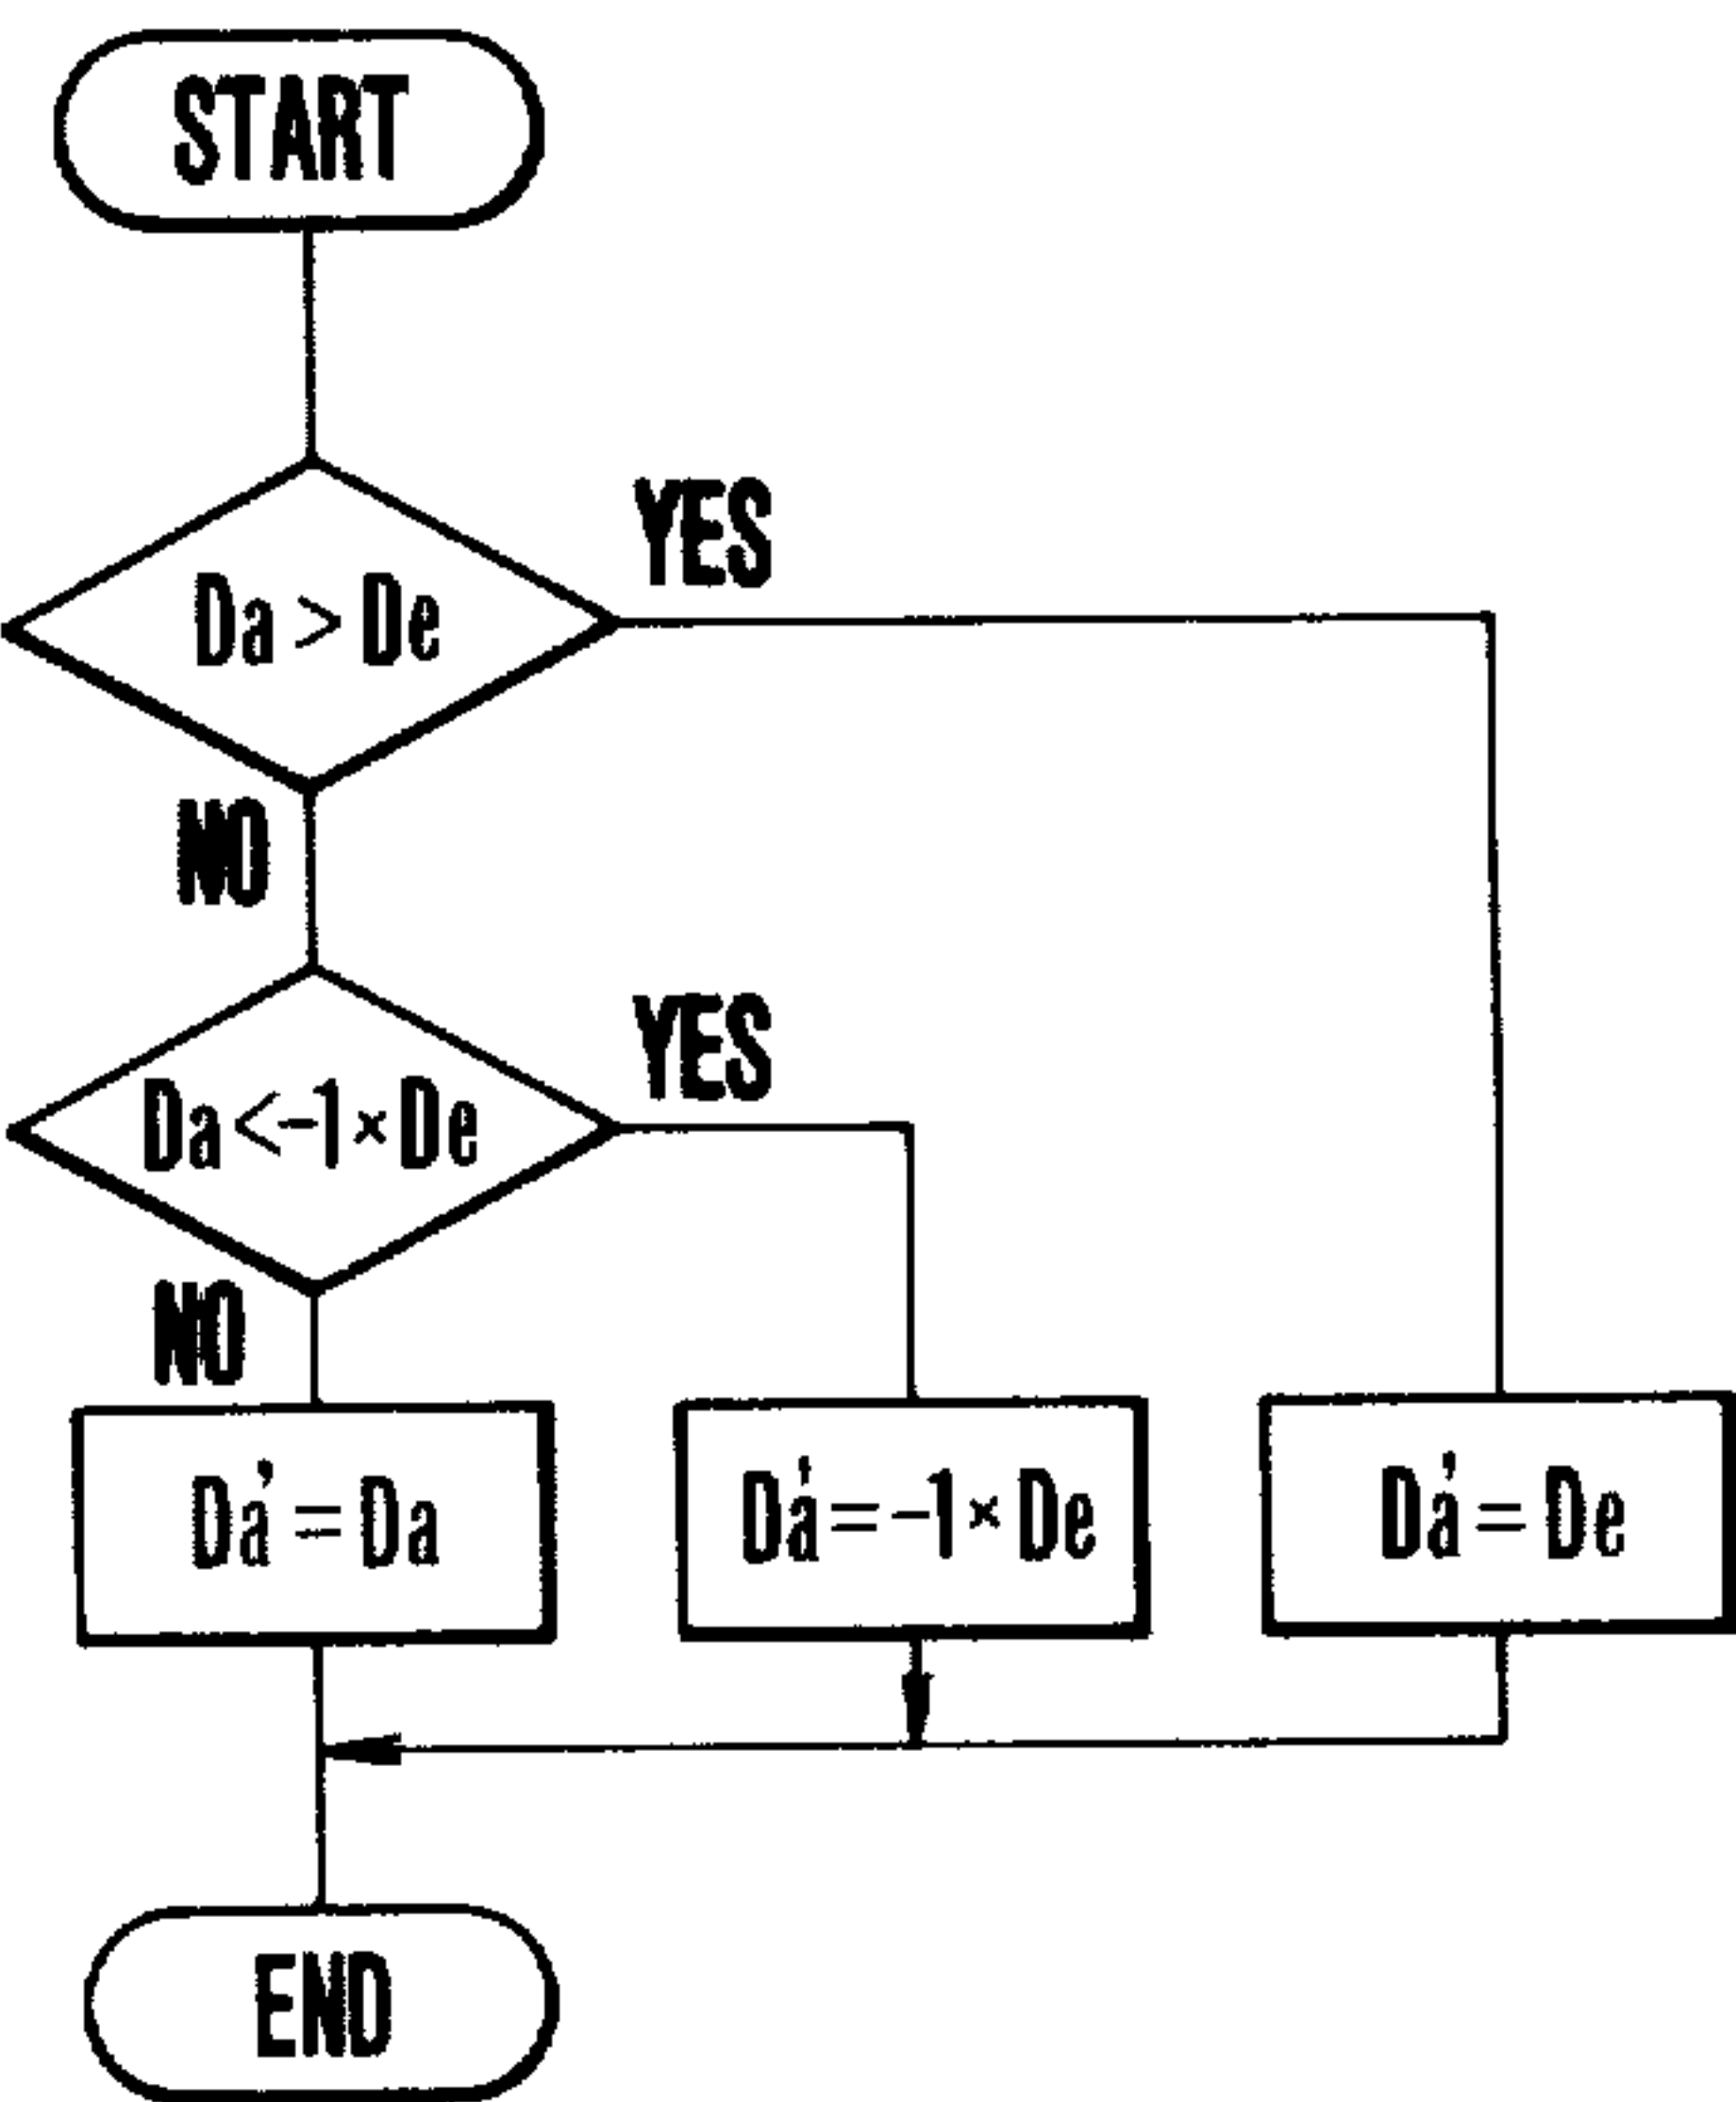 START
YES
Da > De
NO
YES
Da <-1×De
NO
Da' = Da
Da' = -1× De
Da' = De
END